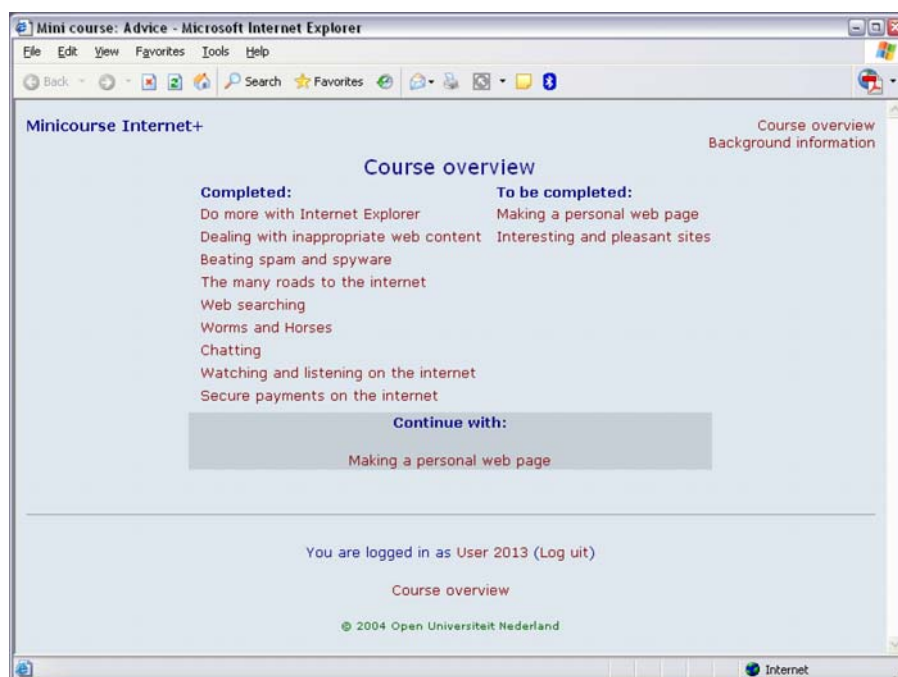 Mini course: Advice - Microsoft Internet Explorer
File Edit View Favorites Tools Help
Back Search Favorites
Minicourse Internet+
Course overview
Background information
Course overview
Completed:
Do more with Internet Explorer
Dealing with inappropriate web content
Beating spam and spyware
The many roads to the internet
Web searching
Worms and Horses
Chatting
Watching and listening on the internet
Secure payments on the internet
To be completed:
Making a personal web page
Interesting and pleasant sites
Continue with:
Making a personal web page
You are logged in as User 2013 (Log uit)
Course overview
© 2004 Open Universiteit Nederland
Internet